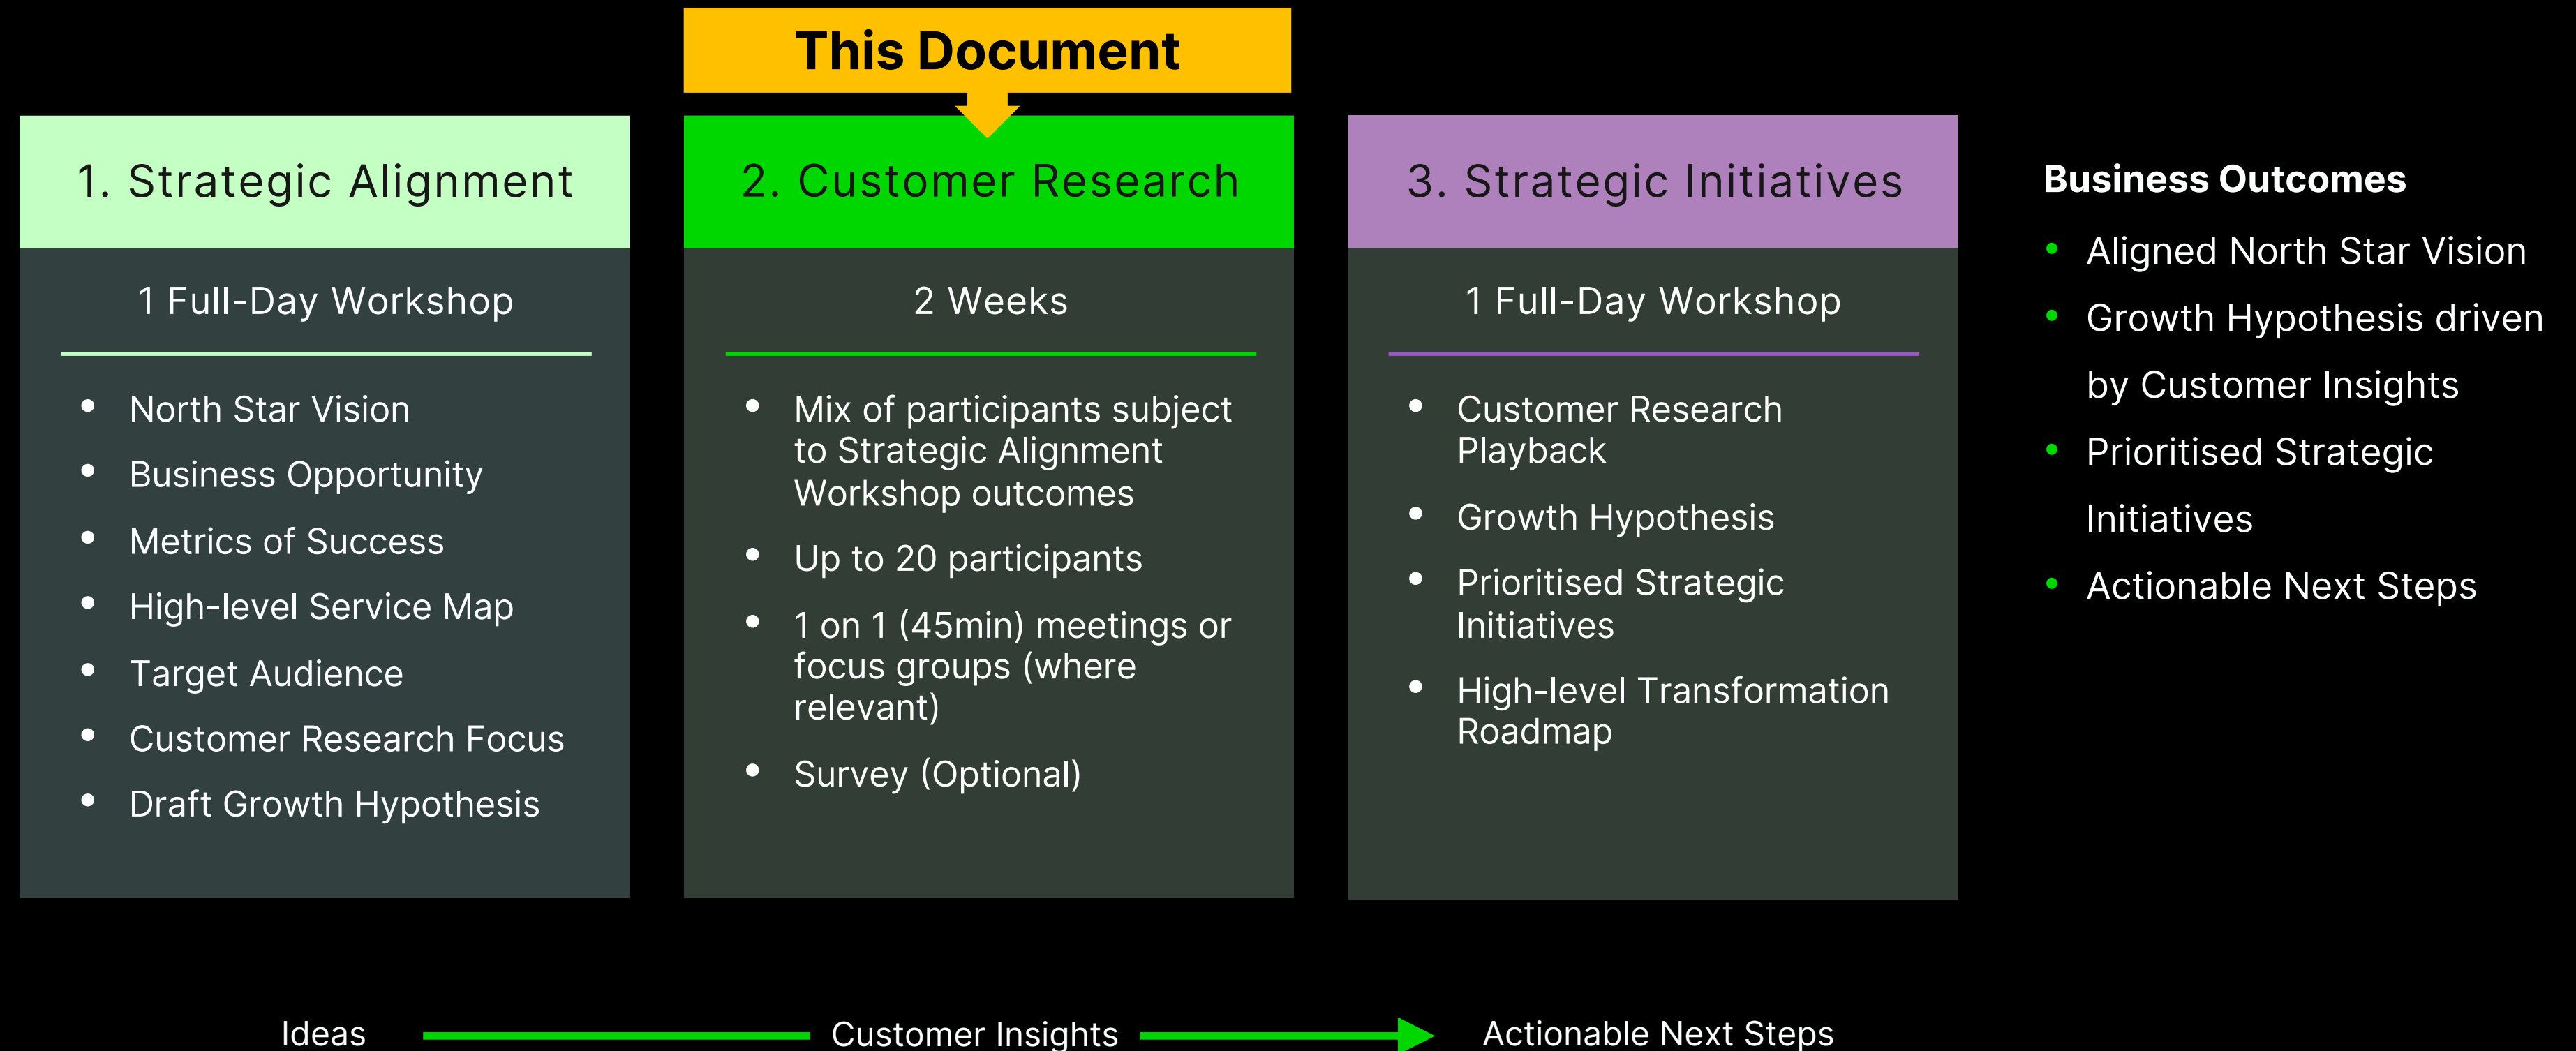 This Document
1. Strategic Alignment
1 Full-Day Workshop
• North Star Vision
• Business Opportunity
• Metrics of Success
• High-level Service Map
• Target Audience
• Customer Research Focus
• Draft Growth Hypothesis
2. Customer Research
2 Weeks
• Mix of participants subject
to Strategic Alignment
Workshop outcomes
• Up to 20 participants
• 1 on 1 (45min) meetings or
focus groups (where
relevant)
• Survey (Optional)
3. Strategic Initiatives
1 Full-Day Workshop
• Customer Research
Playback
• Growth Hypothesis
• Prioritised Strategic
Initiatives
• High-level Transformation
Roadmap
Business Outcomes
• Aligned North Star Vision
• Growth Hypothesis driven
by Customer Insights
• Prioritised Strategic
Initiatives
• Actionable Next Steps
Ideas
Customer Insights
Actionable Next Steps